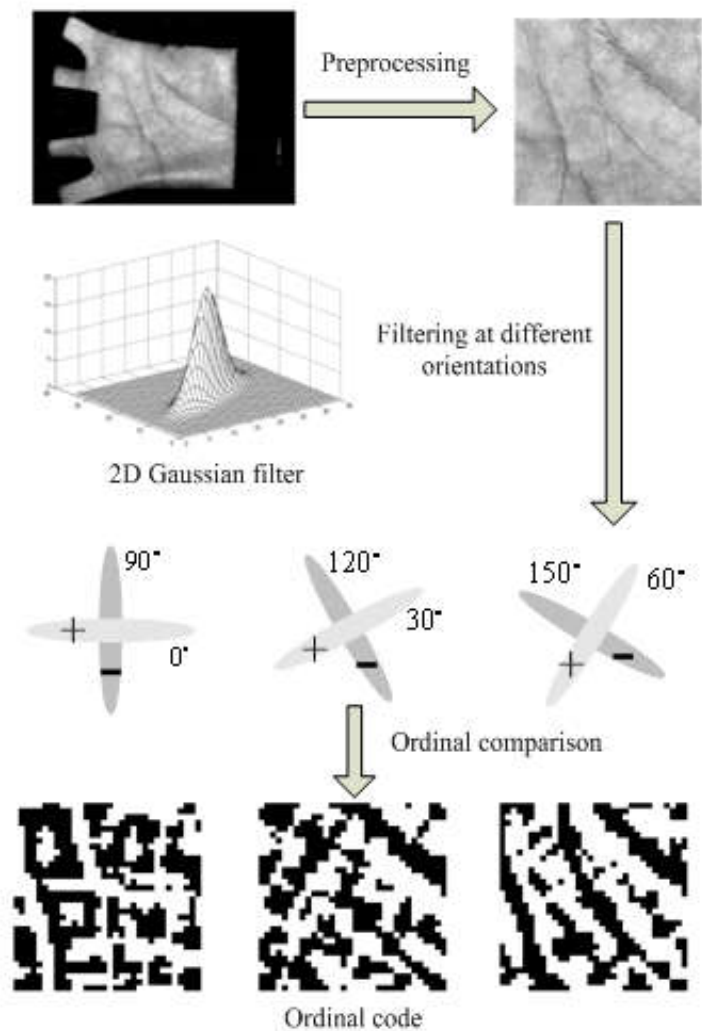 Preprocessing
Filtering at different
orientations
2D Gaussian filter
90°
0°
120°
30°
150°
60°
Ordinal comparison
Ordinal code